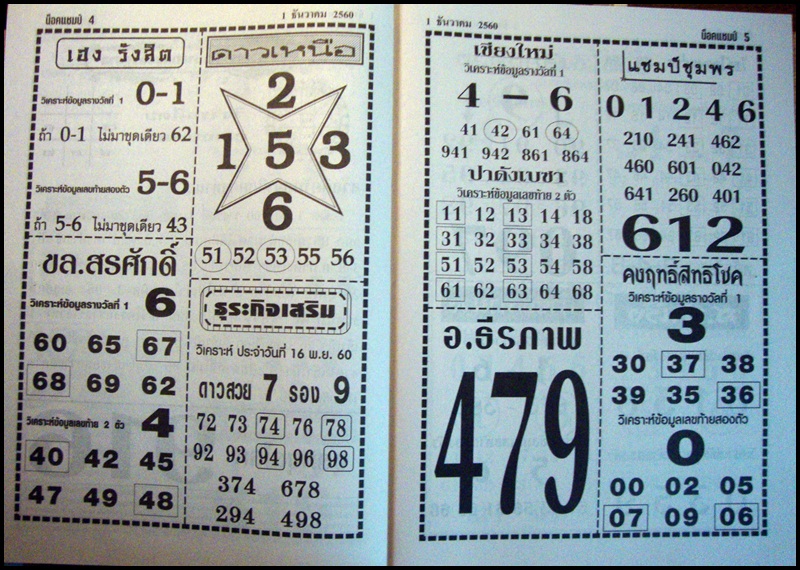 น็อคแชมป์ 4
1 ธันวาคม 2560
เฮง รังสิต
วิเคราะห์ข้อมูลรางวัลที่ 1 0-1
ถ้า 0-1 ไม่มาชุดเดียว 62
วิเคราะห์ข้อมูลเลขท้ายสองตัว 5-6
ถ้า 5-6 ไม่มาชุดเดียว 43
ขล.สรศักดิ์
วิเคราะห์ข้อมูลรางวัลที่ 1 6
60 65 67
68 69 62
วิเคราะห์ข้อมูลเลขท้าย 2 ตัว 4
40 42 45
47 49 48
ดาวเหนือ
2
1 5 3
6
51 52 53 55 56
ธุระกิจเสริม
วิเคราะห์ ประจำวันที่ 16 พ.ย. 60
ดาวสวย 7 รอง 9
72 73 74 76 78
92 93 94 96 98
374 678
294 498
1 ธันวาคม 2560
น็อคแชมป์ 5
เชียงใหม่
วิเคราะห์ข้อมูลรางวัลที่ 1
4 - 6
41 42 61 64
941 942 861 864
ปาดังเบซา
วิเคราะห์ข้อมูลเลขท้าย 2 ตัว
11 12 13 14 18
31 32 33 34 38
51 52 53 54 58
61 62 63 64 68
อ.ธีรภาพ
479
แชมป์ชุมพร
0 1 2 4 6
210 241 462
460 601 042
641 260 401
612
คงฤทธิ์สิทธิโชค
วิเคราะห์ข้อมูลรางวัลที่ 1
3
30 37 38
39 35 36
วิเคราะห์ข้อมูลเลขท้ายสองตัว
0
00 02 05
07 09 06